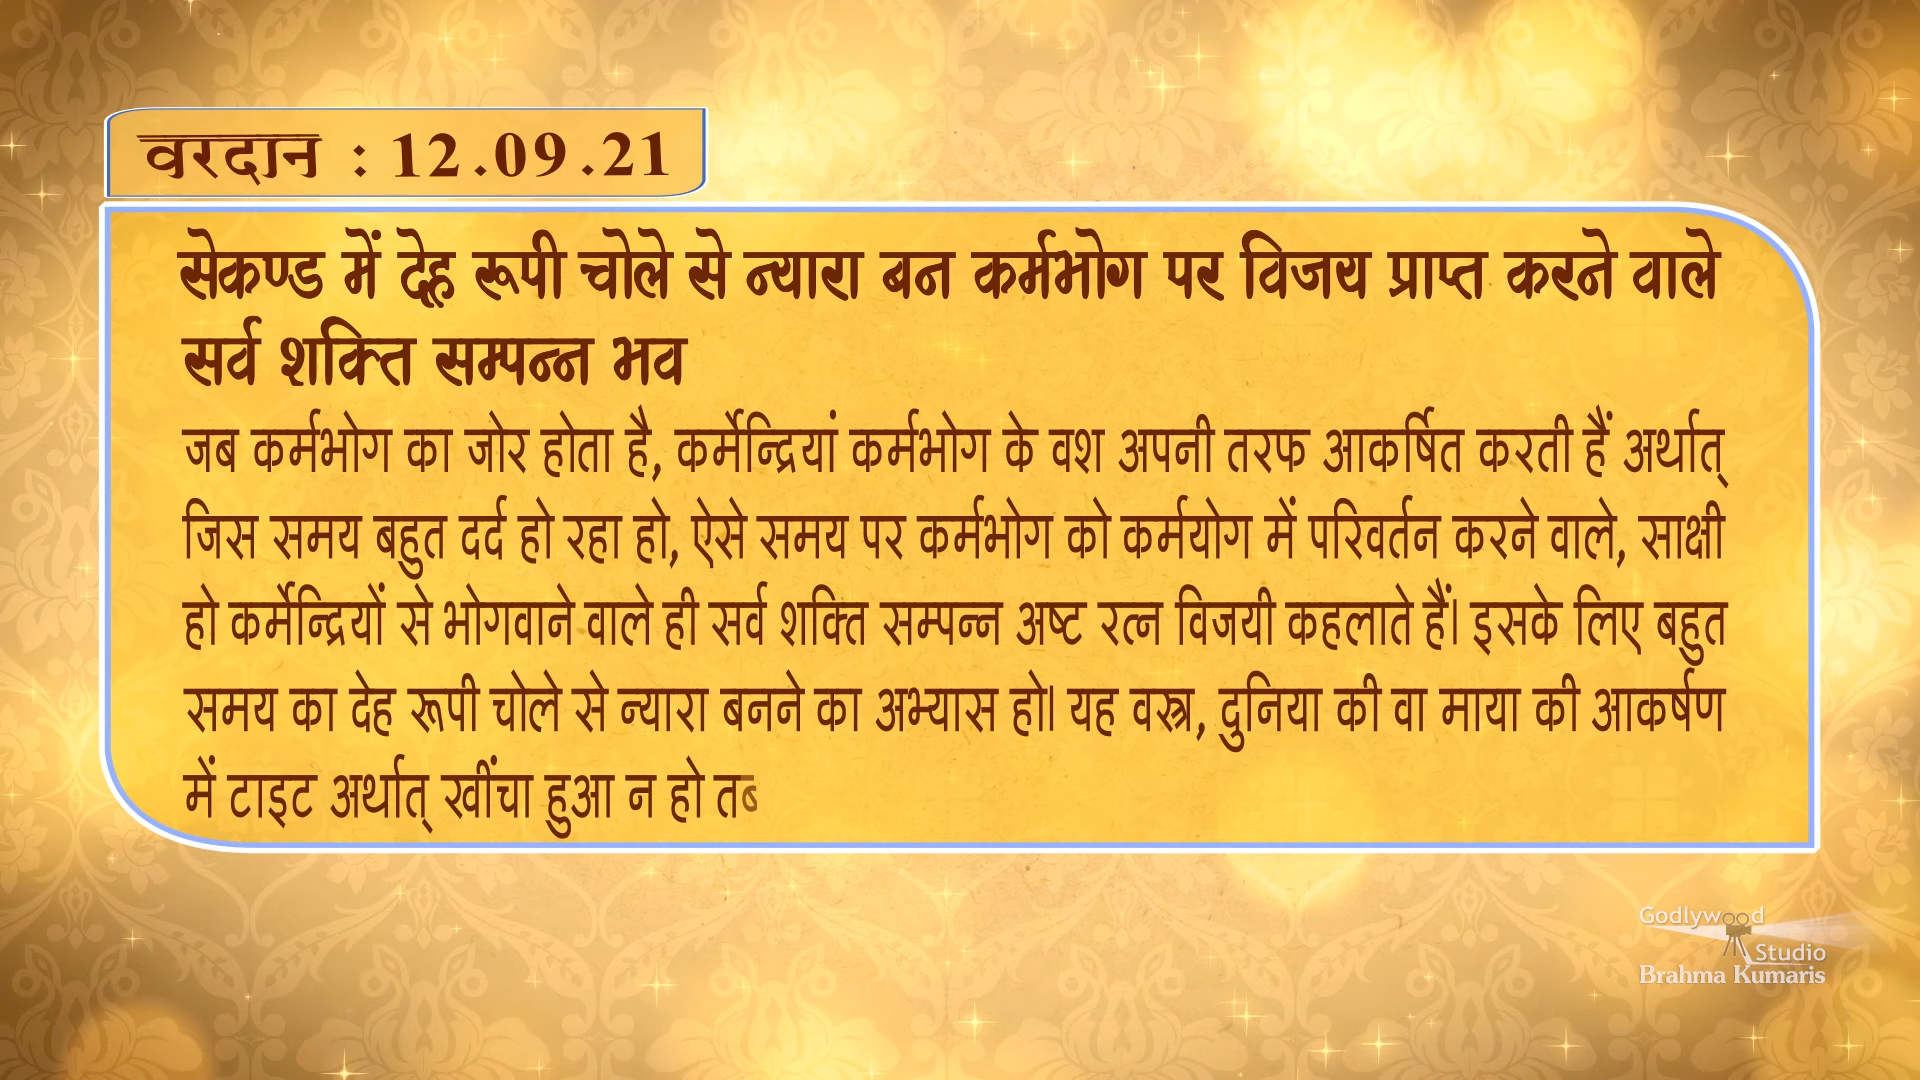 वरदान : 12.09.21
सेकण्ड में देह रूपी चोले से न्यारा बन कर्मभोग पर विजय प्राप्त करने वाले
सर्व शक्ति सम्पन्न भव
जब कर्मभोग का जोर होता है, कर्मेन्द्रियां कर्मभोग के वश अपनी तरफ आकर्षित करती हैं अर्थात्
जिस समय बहुत दर्द हो रहा हो, ऐसे समय पर कर्मभोग को कर्मयोग में परिवर्तन करने वाले, साक्षी
हो कर्मेन्द्रियों से भोगवाने वाले ही सर्व शक्ति सम्पन्न अष्ट रत्न विजयी कहलाते हैं। इसके लिए बहुत
समय का देह रूपी चोले से न्यारा बनने का अभ्यास हो। यह वस्त्र, दुनिया की वा माया की आकर्षण
में टाइट अर्थात् खींचा हुआ न हो
Godlywood
Studio
Brahma Kumaris